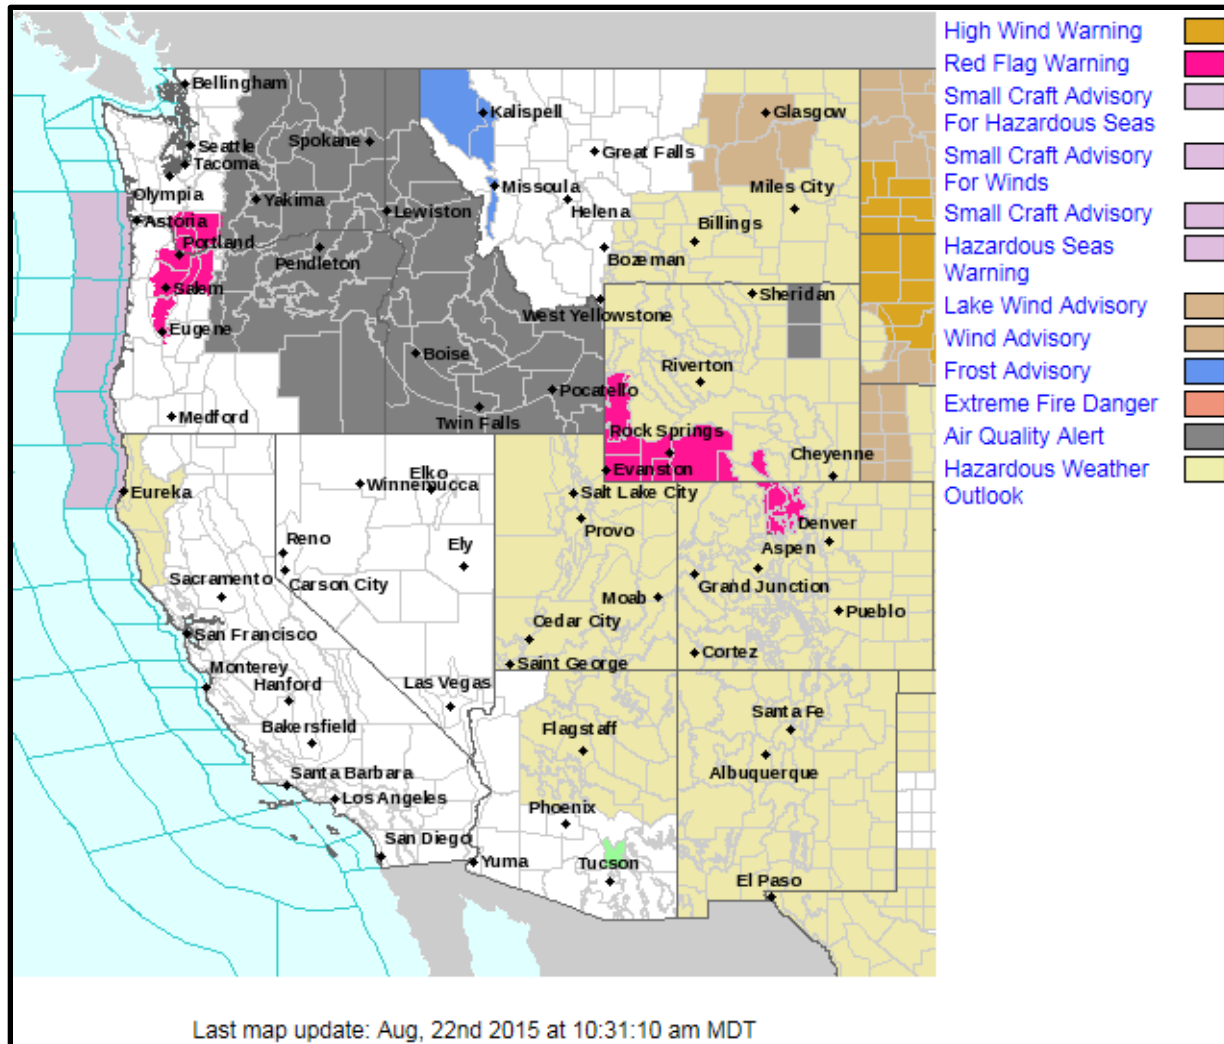 Bellingham
Seattle
Tacoma
Olympia
Astoria
Portland
Salem
Eugene
Medford
Spokane
Yakima
Lewiston
Pendleton
Kalispell
Missoula
Great Falls
Helena
Glasgow
Miles City
Billings
Bozeman
West Yellowstone
Sheridan
Boise
Pocatello
Twin Falls
Riverton
Rock Springs
Evanston
Cheyenne
Eureka
Winnemucca
Elko
Reno
Carson City
Ely
Salt Lake City
Provo
Moab
Cedar City
Saint George
Denver
Aspen
Grand Junction
Pueblo
Cortez
Sacramento
San Francisco
Monterey
Hanford
Bakersfield
Las Vegas
Santa Barbara
Los Angeles
San Diego
Yuma
Flagstaff
Phoenix
Tucson
Santa Fe
Albuquerque
El Paso
High Wind Warning
Red Flag Warning
Small Craft Advisory
For Hazardous Seas
Small Craft Advisory
For Winds
Small Craft Advisory
Hazardous Seas
Warning
Lake Wind Advisory
Wind Advisory
Frost Advisory
Extreme Fire Danger
Air Quality Alert
Hazardous Weather
Outlook
Last map update: Aug, 22nd 2015 at 10:31:10 am MDT